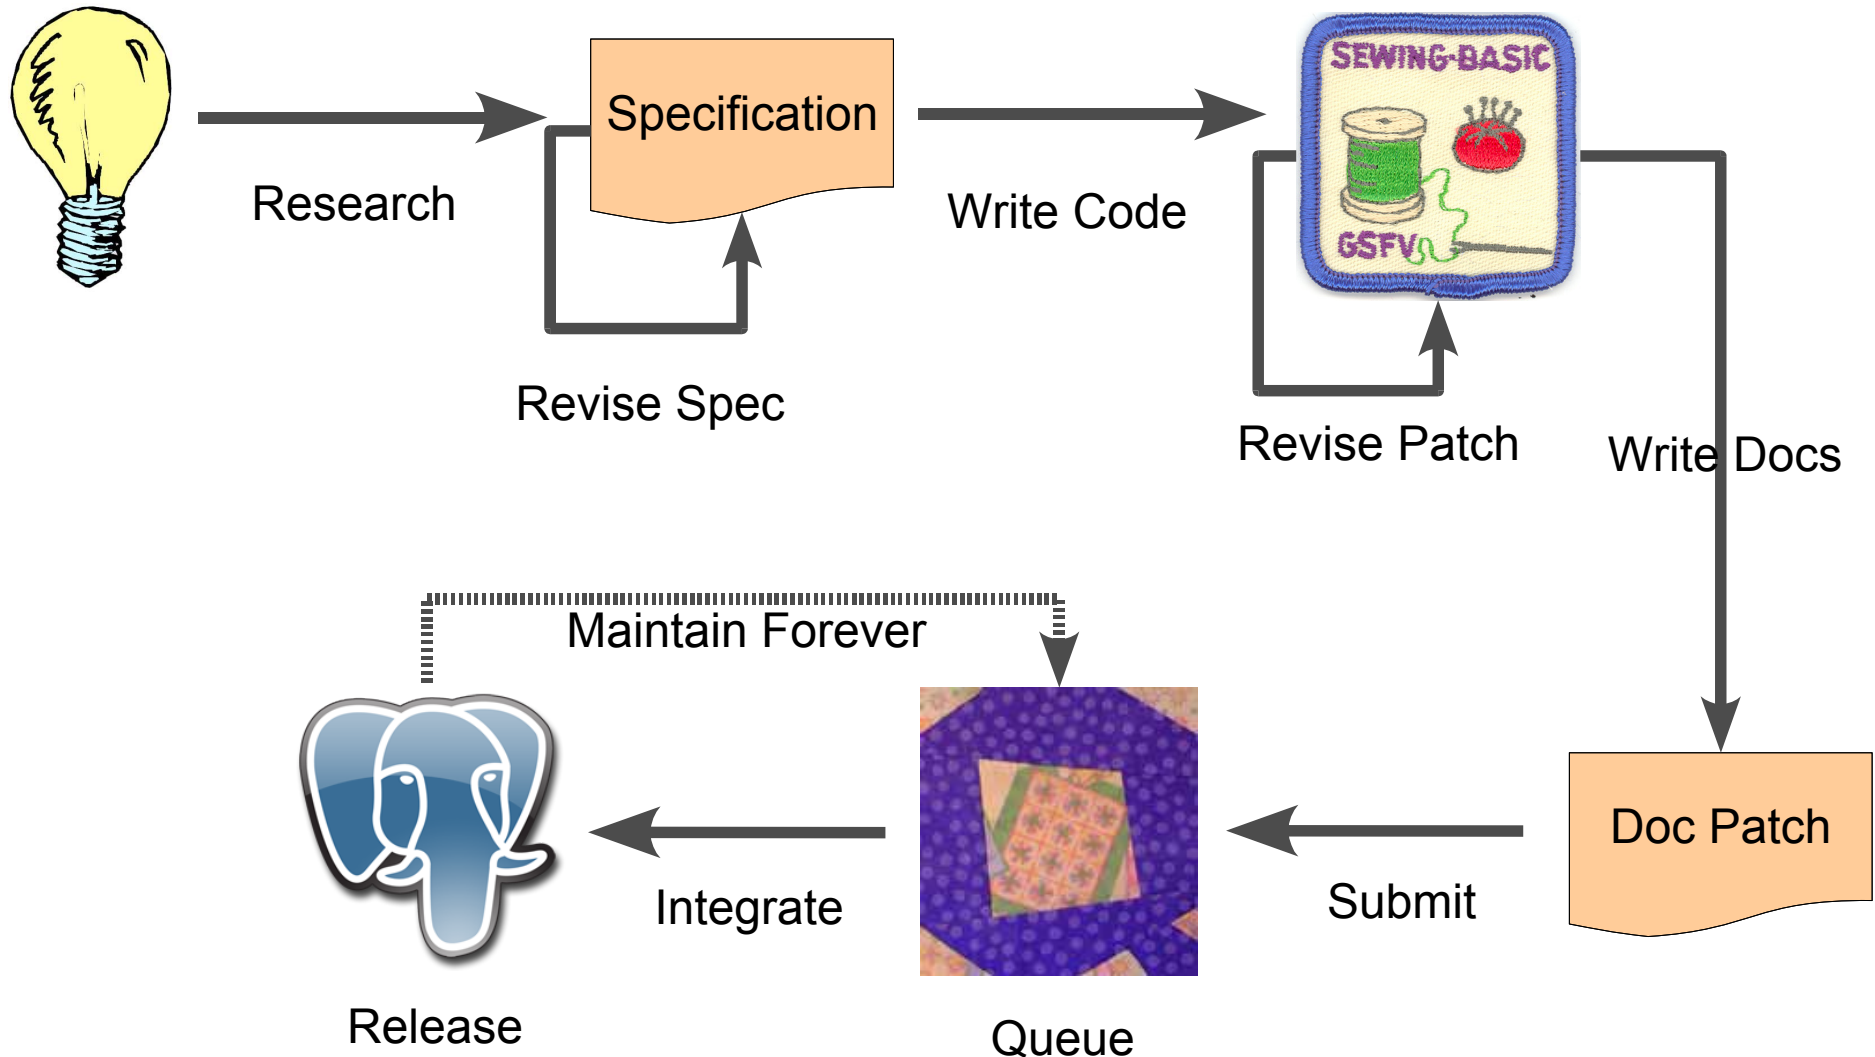 Specification
SEWING-BASIC
GSFV
Research
Write Code
Revise Spec
Revise Patch
Write Docs
Maintain Forever
Doc Patch
Integrate
Submit
Release
Queue